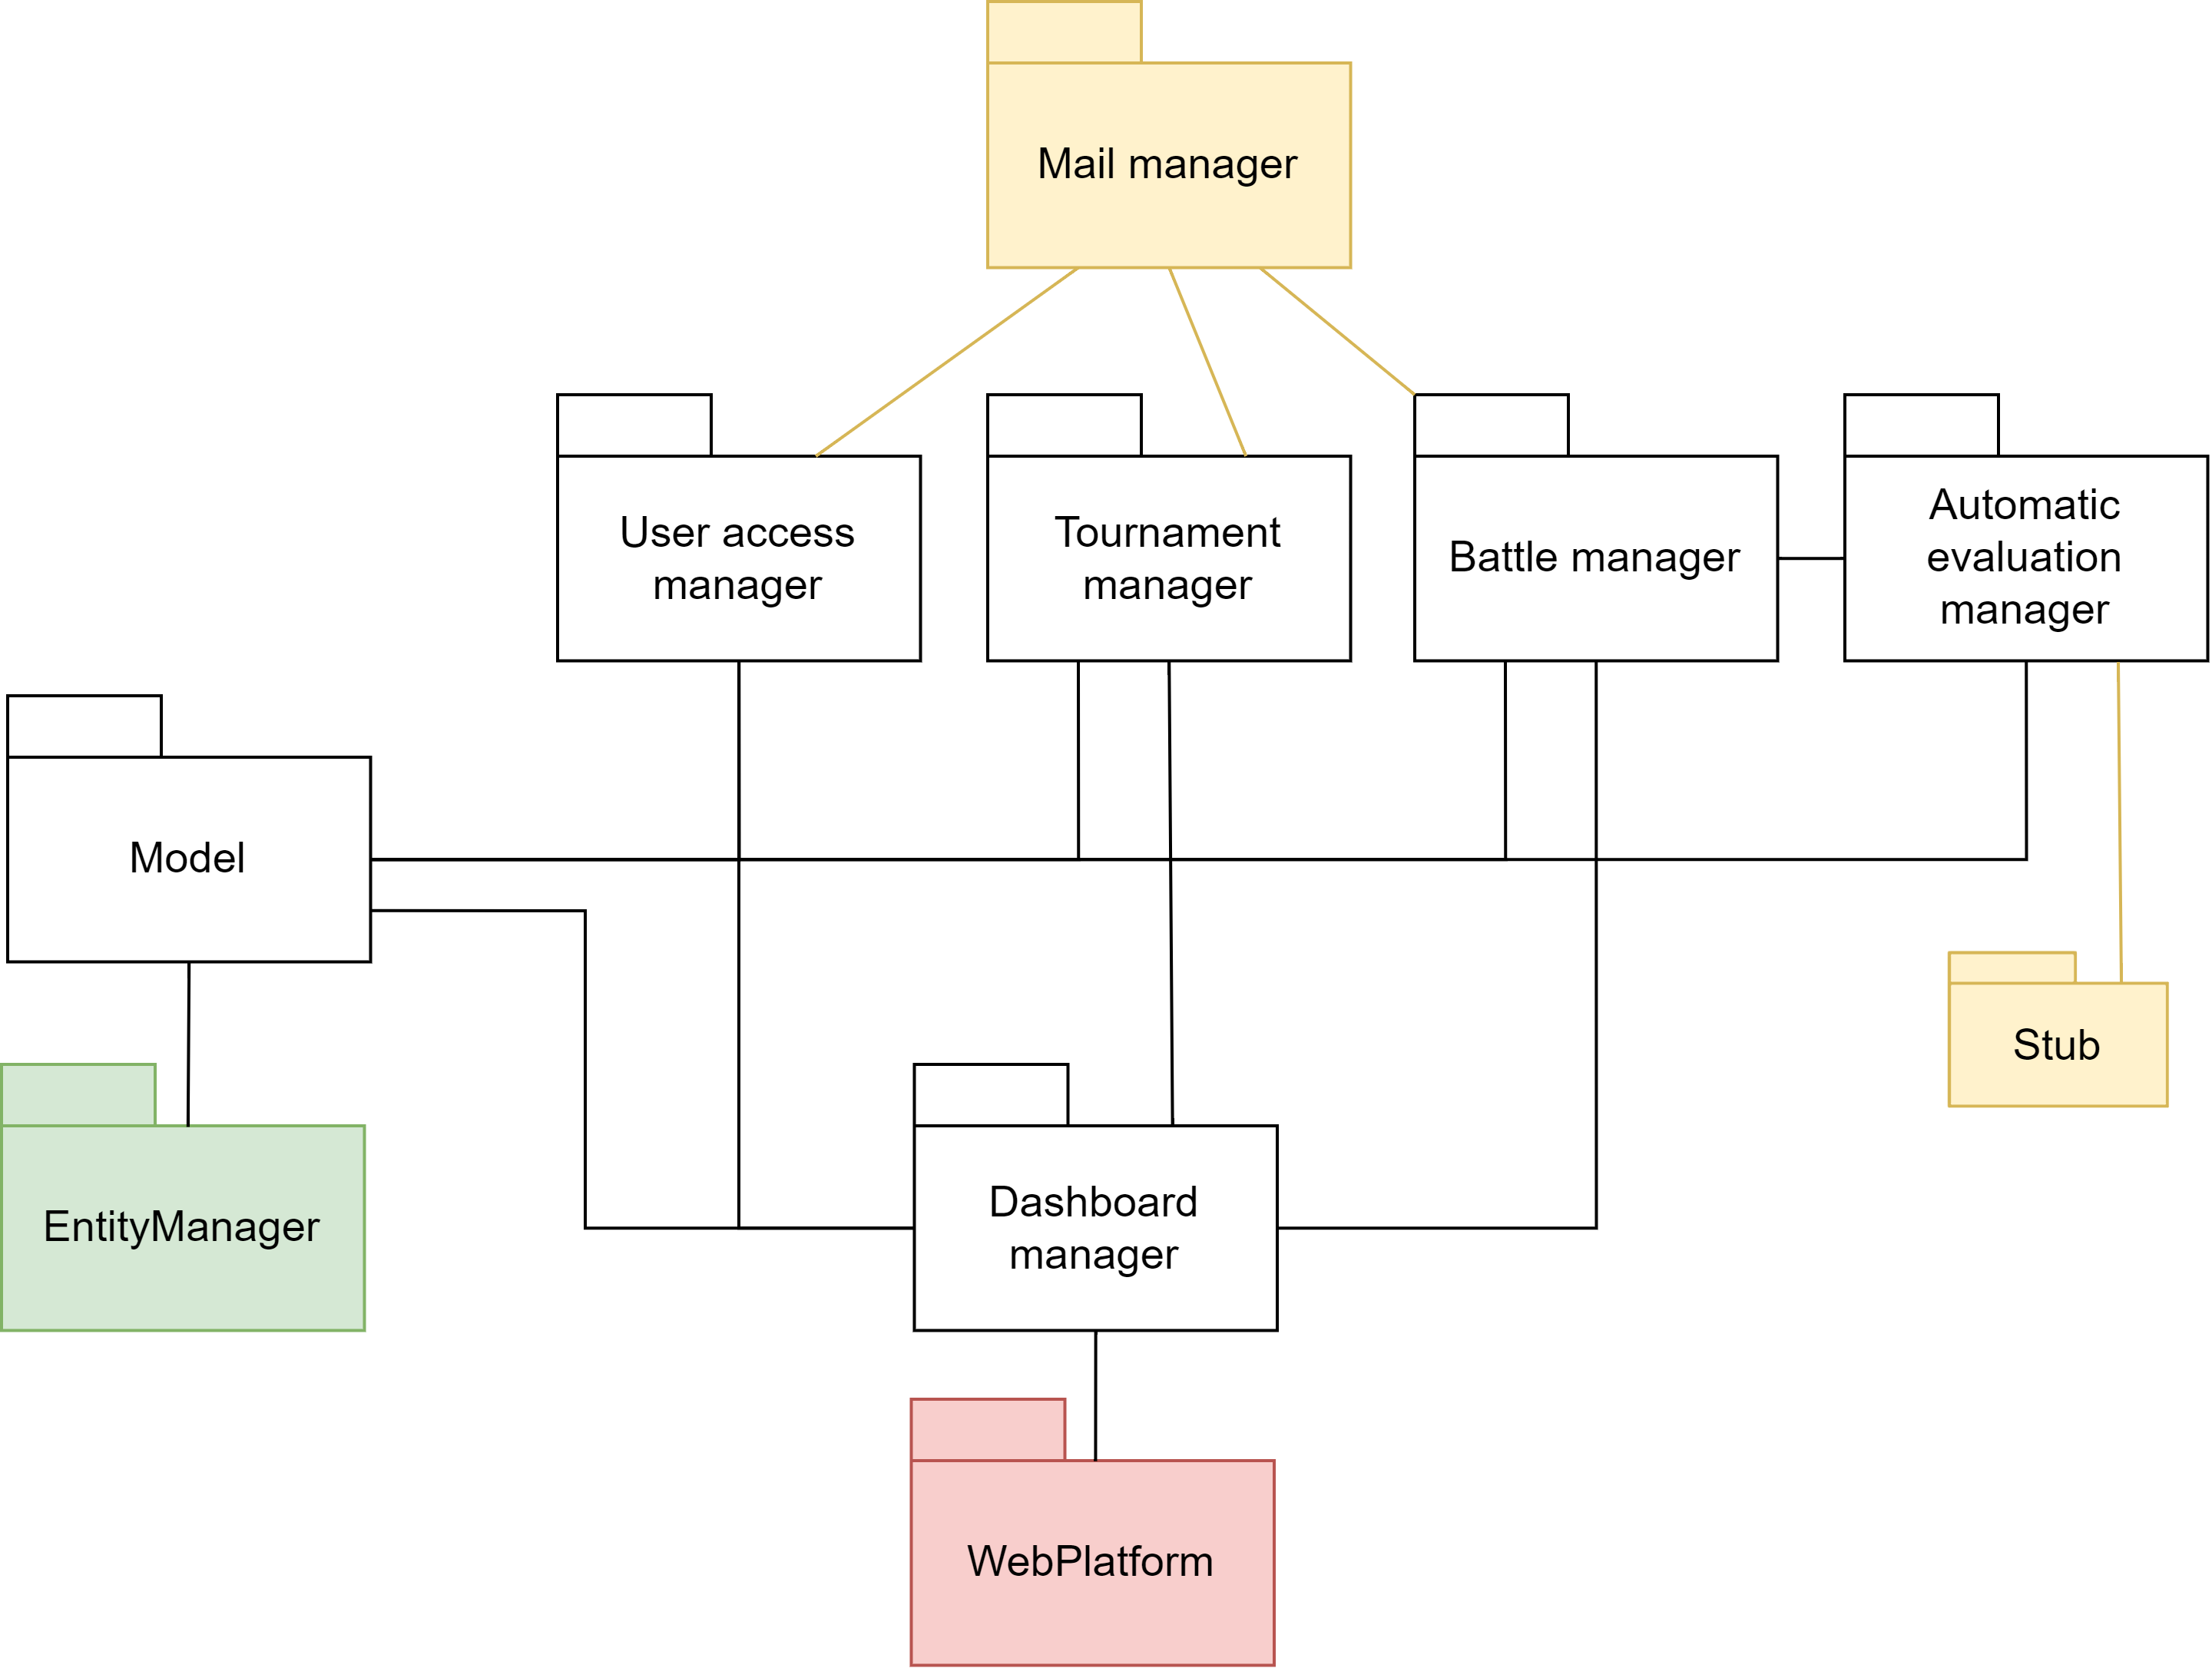 Mail manager
User access
manager
Tournament
manager
Battle manager
Automatic
evaluation
manager
Model
Stub
EntityManager
Dashboard
manager
WebPlatform